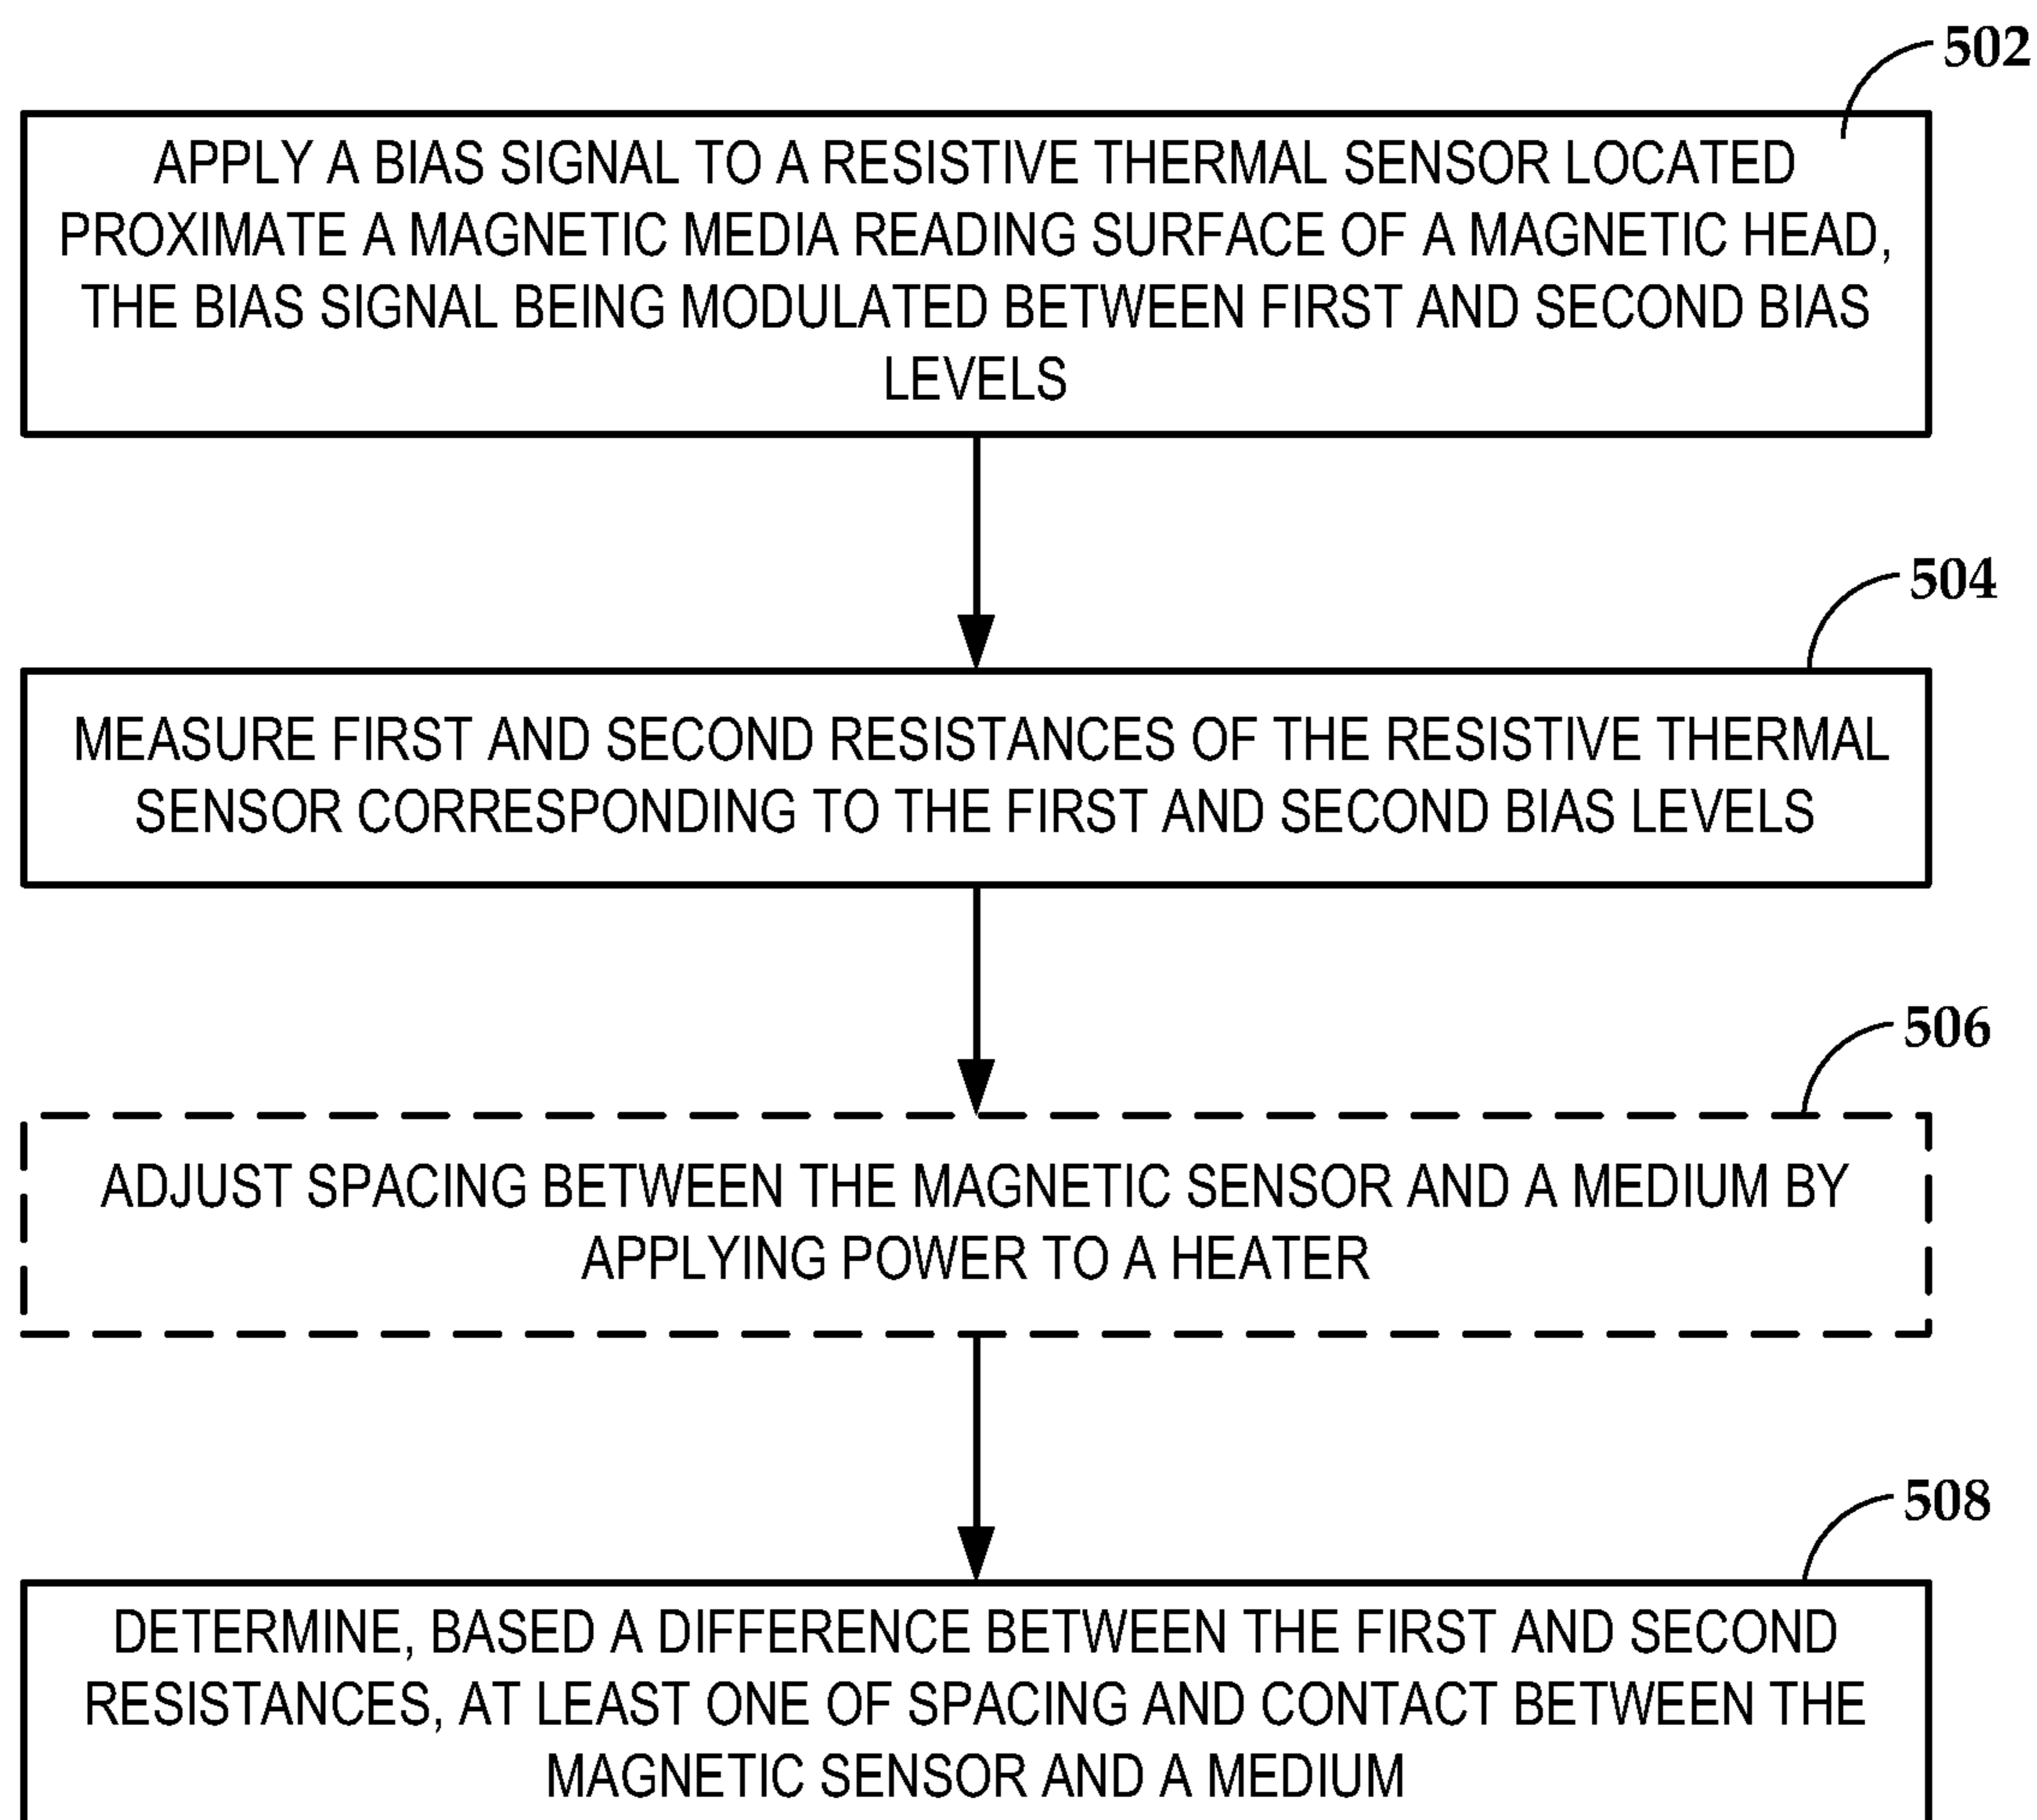 502
APPLY A BIAS SIGNAL TO A RESISTIVE THERMAL SENSOR LOCATED
PROXIMATE A MAGNETIC MEDIA READING SURFACE OF A MAGNETIC HEAD,
THE BIAS SIGNAL BEING MODULATED BETWEEN FIRST AND SECOND BIAS
LEVELS
504
MEASURE FIRST AND SECOND RESISTANCES OF THE RESISTIVE THERMAL
SENSOR CORRESPONDING TO THE FIRST AND SECOND BIAS LEVELS
506
ADJUST SPACING BETWEEN THE MAGNETIC SENSOR AND A MEDIUM BY
APPLYING POWER TO A HEATER
508
DETERMINE, BASED A DIFFERENCE BETWEEN THE FIRST AND SECOND
RESISTANCES, AT LEAST ONE OF SPACING AND CONTACT BETWEEN THE
MAGNETIC SENSOR AND A MEDIUM